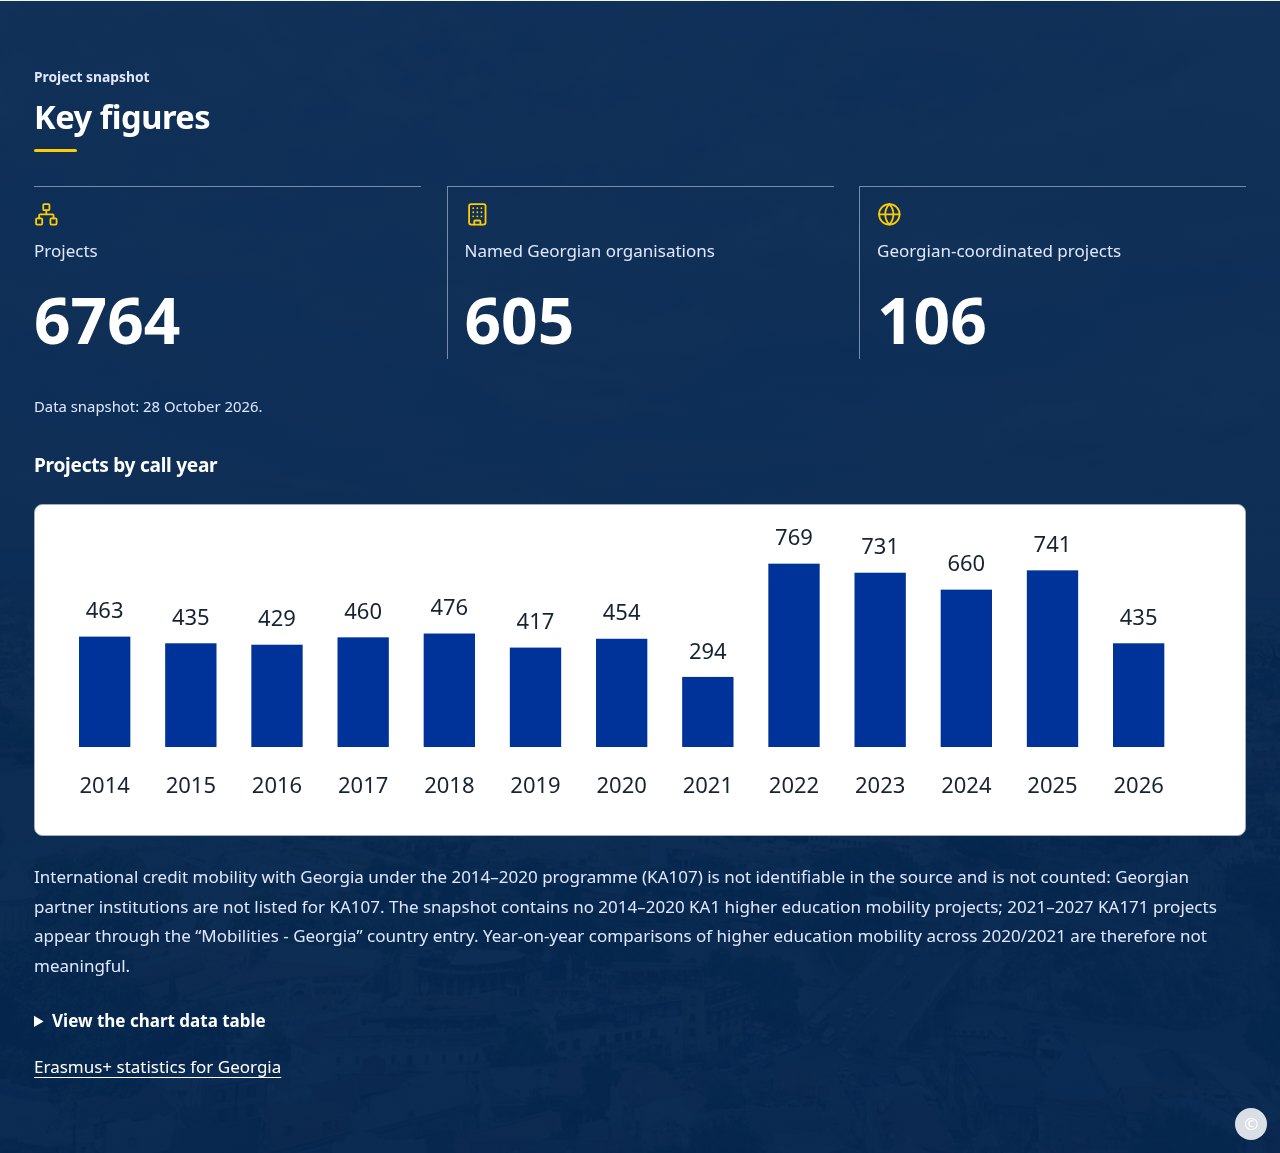 Project snapshot
Key figures
Projects
6764
Named Georgian organisations
605
Georgian-coordinated projects
106
Data snapshot: 28 October 2026.
Projects by call year
463 435 429 460 476 417 454 294 769 731 660 741 435
2014 2015 2016 2017 2018 2019 2020 2021 2022 2023 2024 2025 2026
International credit mobility with Georgia under the 2014–2020 programme (KA107) is not identifiable in the source and is not counted: Georgian
partner institutions are not listed for KA107. The snapshot contains no 2014–2020 KA1 higher education mobility projects; 2021–2027 KA171 projects
appear through the “Mobilities - Georgia” country entry. Year-on-year comparisons of higher education mobility across 2020/2021 are therefore not
meaningful.
View the chart data table
Erasmus+ statistics for Georgia
©